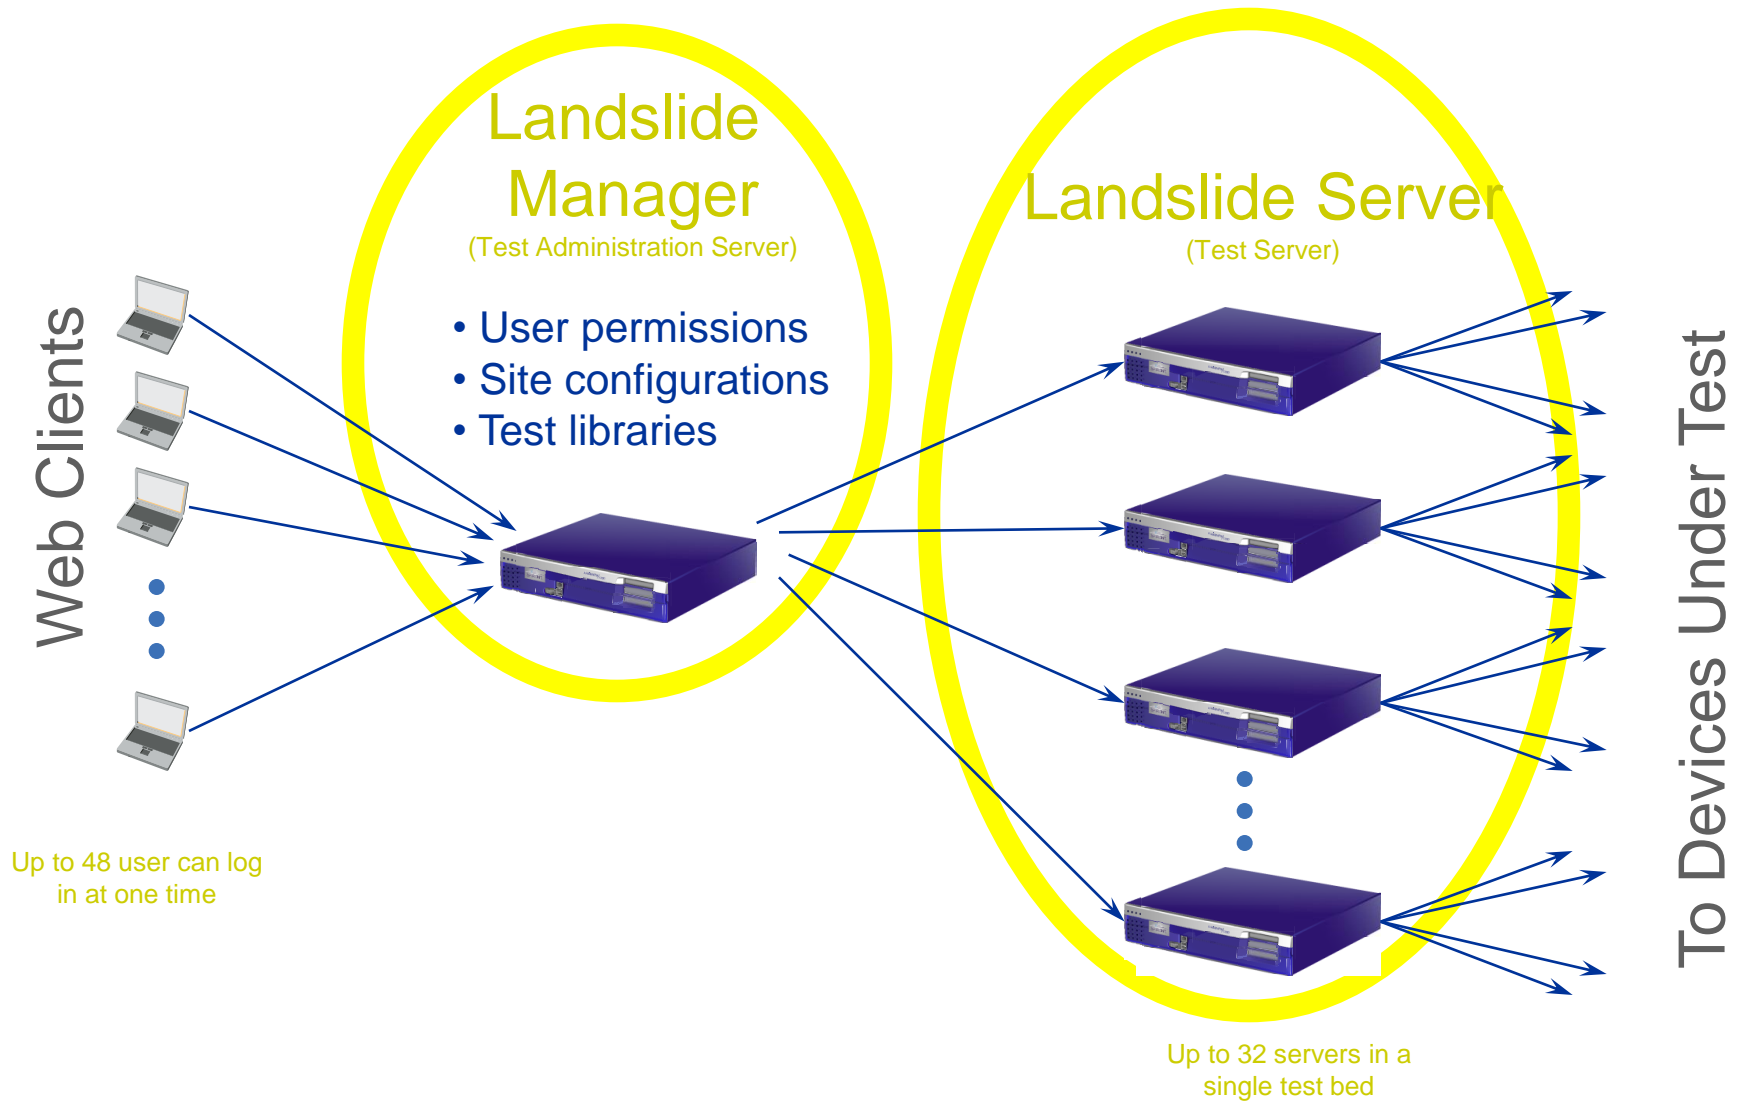 Web Clients
Up to 48 user can log
in at one time
Landslide
Manager
(Test Administration Server)
• User permissions
• Site configurations
• Test libraries
Landslide Server
(Test Server)
Up to 32 servers in a
single test bed
To Devices Under Test